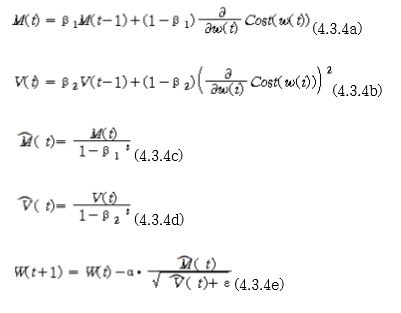 M(t) = β₁M(t−1)+(1−β₁) ∂/∂w(t) Cost(w(t)) (4.3.4a)
V(t) = β₂V(t−1)+(1−β₂)(∂/∂w(t) Cost(w(t)))² (4.3.4b)
M̂(t)= M(t)/(1−β₁ᵗ) (4.3.4c)
V̂(t)= V(t)/(1−β₂ᵗ) (4.3.4d)
W(t+1) = W(t)−α· M̂(t)/√(V̂(t)+ε) (4.3.4e)